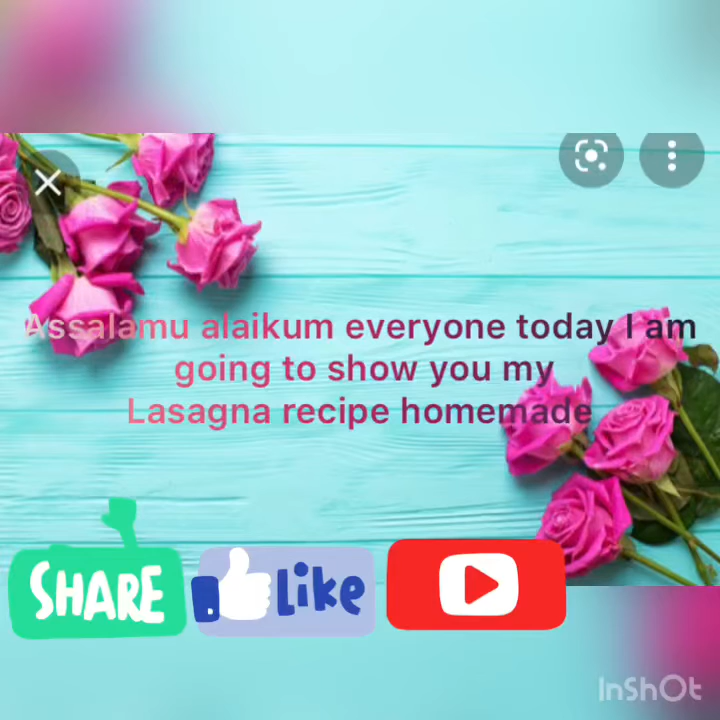 Assalamu alaikum everyone today I am
going to show you my
Lasagna recipe homemade
SHARE
Like
InShOt